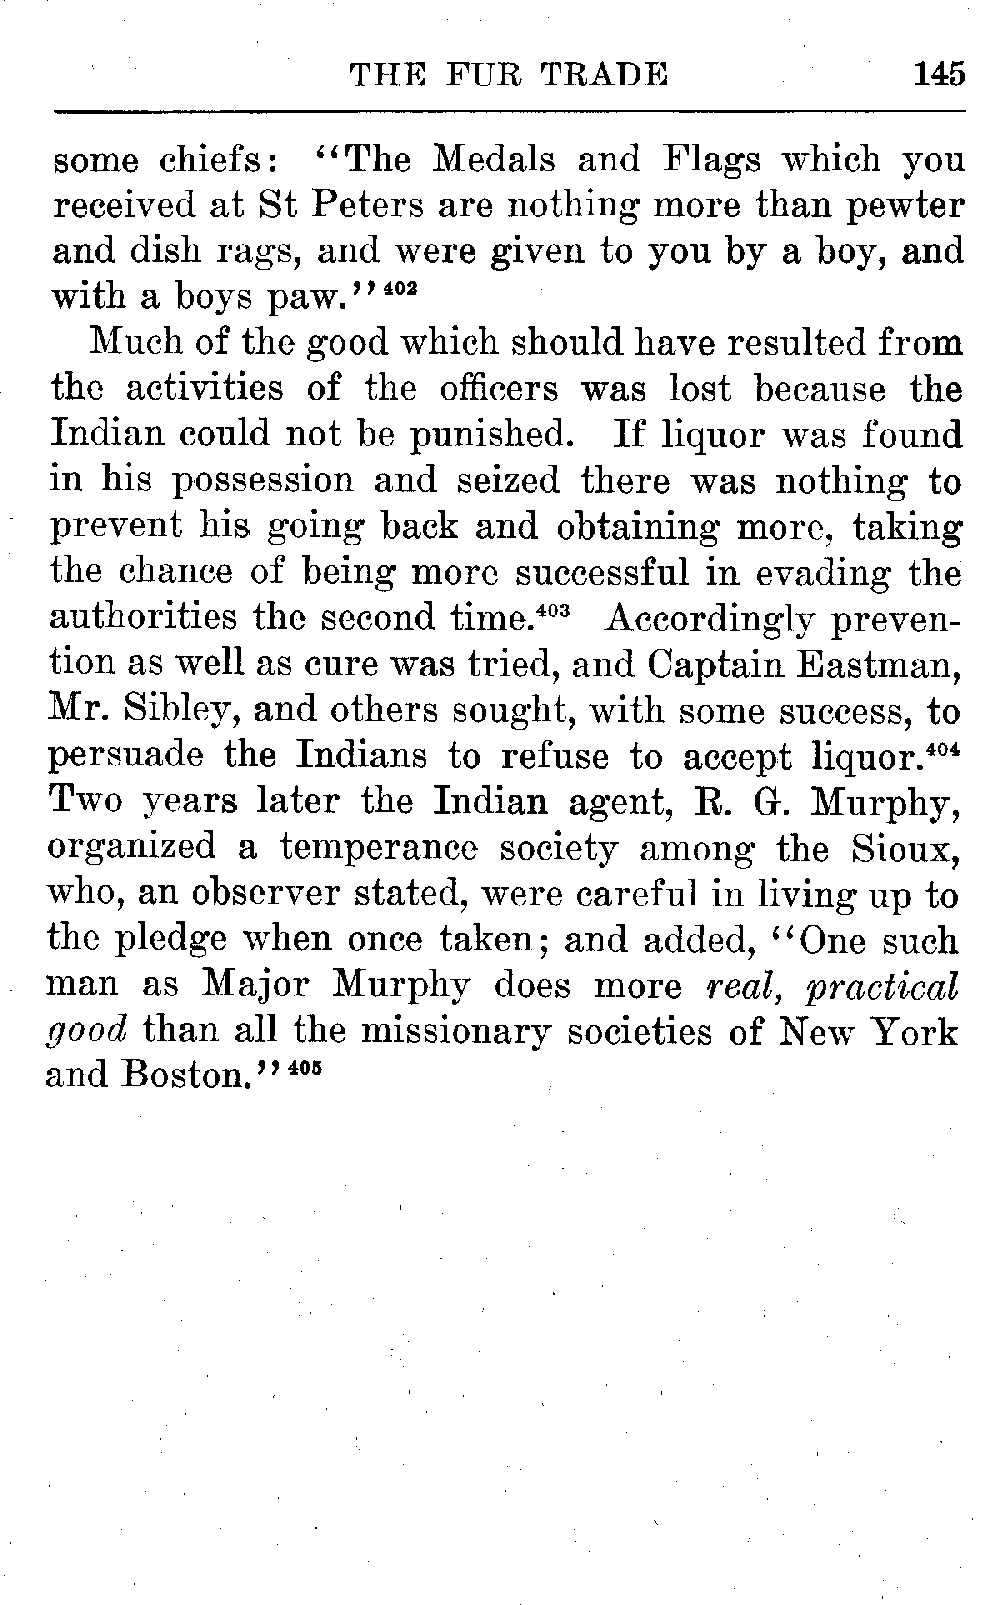 THE FUR TRADE 145
some chiefs: "The Medals and Flags which you
received at St Peters are nothing more than pewter
and dish rags, and were given to you by a boy, and
with a boys paw."⁴⁰²
Much of the good which should have resulted from
the activities of the officers was lost because the
Indian could not be punished. If liquor was found
in his possession and seized there was nothing to
prevent his going back and obtaining more, taking
the chance of being more successful in evading the
authorities the second time.⁴⁰³ Accordingly preven-
tion as well as cure was tried, and Captain Eastman,
Mr. Sibley, and others sought, with some success, to
persuade the Indians to refuse to accept liquor.⁴⁰⁴
Two years later the Indian agent, R. G. Murphy,
organized a temperance society among the Sioux,
who, an observer stated, were careful in living up to
the pledge when once taken; and added, "One such
man as Major Murphy does more real, practical
good than all the missionary societies of New York
and Boston."⁴⁰⁵